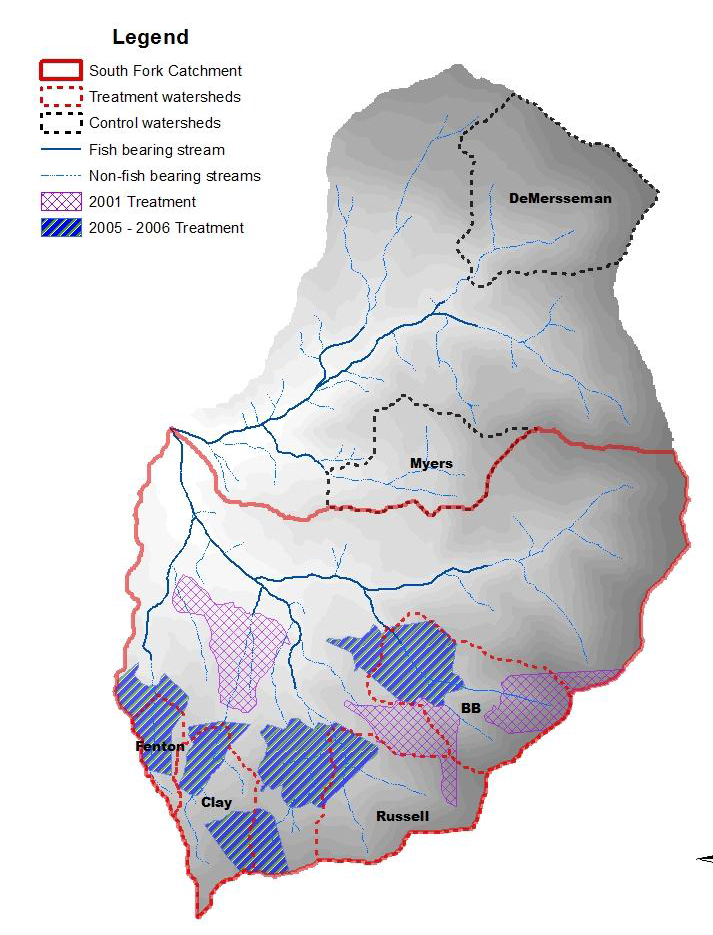 Legend
South Fork Catchment
Treatment watersheds
Control watersheds
Fish bearing stream
Non-fish bearing streams
2001 Treatment
2005 - 2006 Treatment
DeMersseman
Myers
BB
Fenton
Clay
Russell